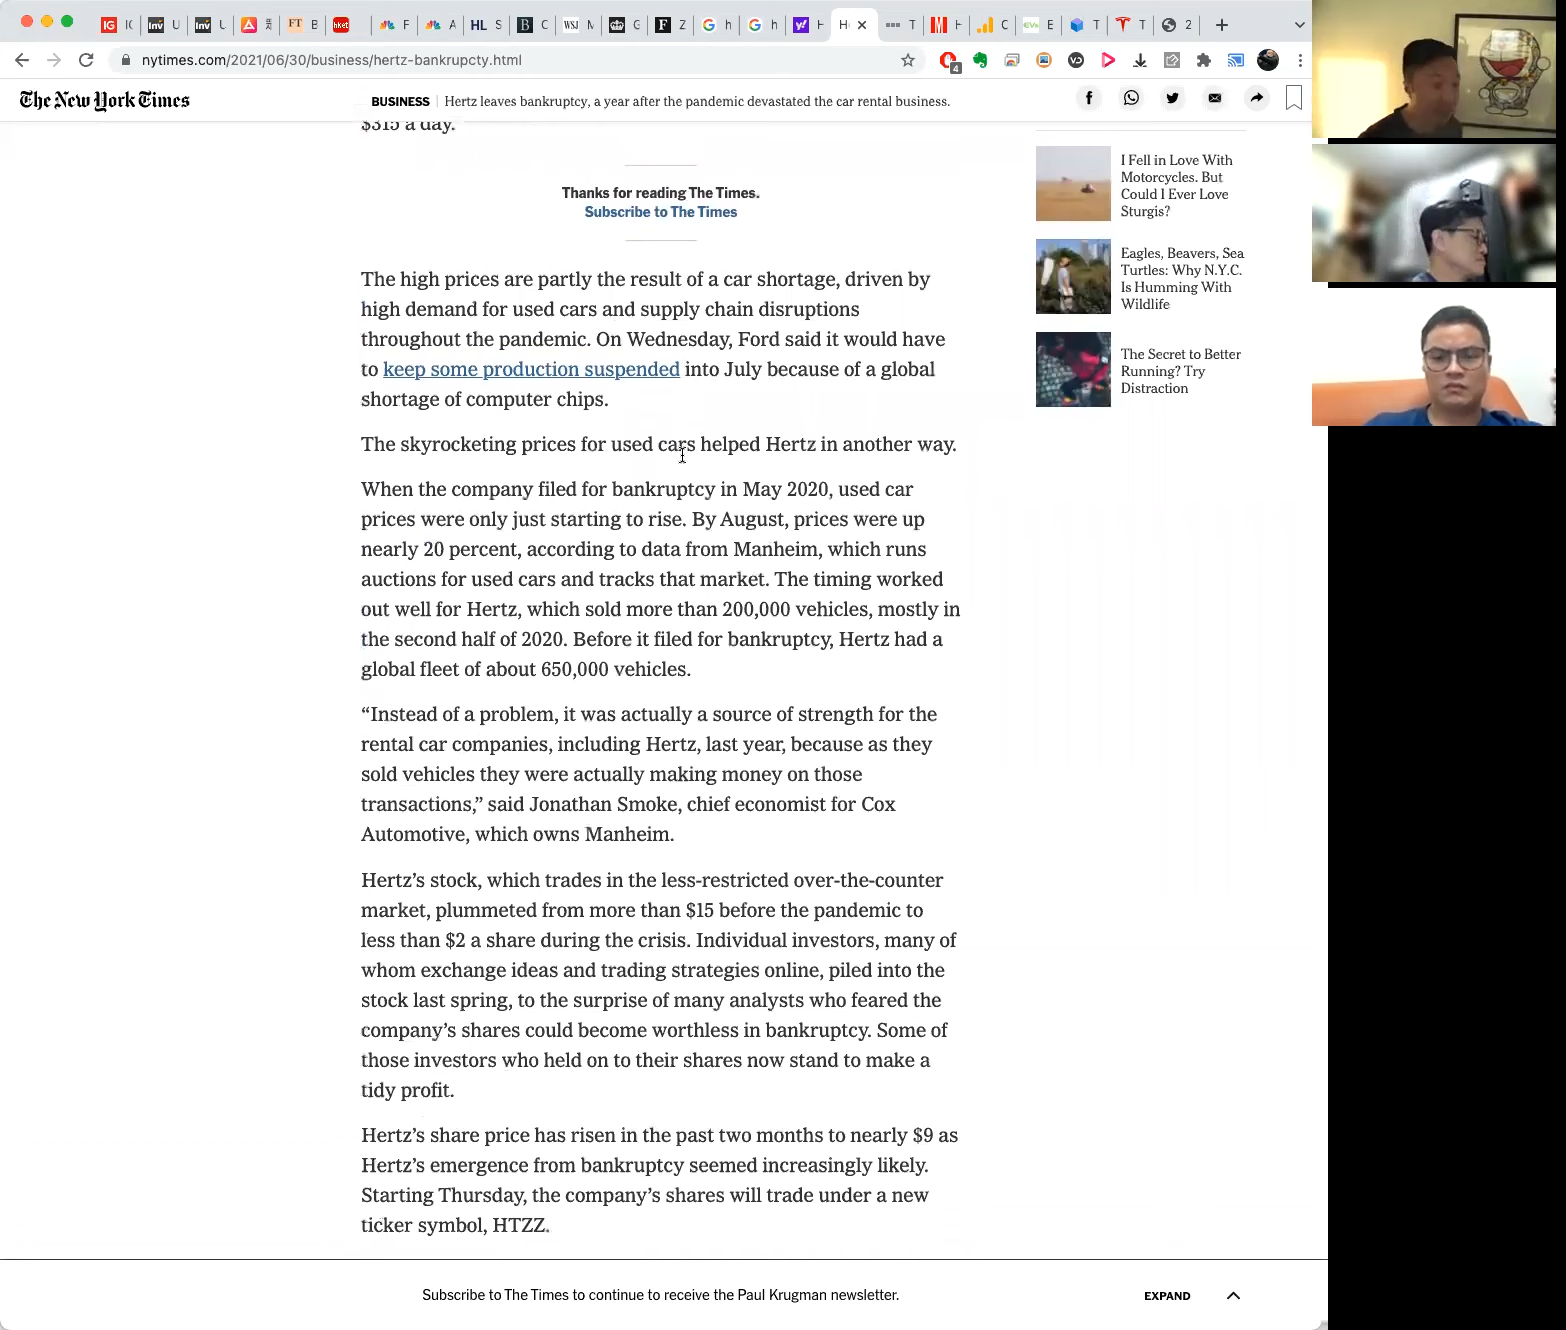 IC
Inv
U
Inv
U
FT
B
hket
F
A
HL
S
B
C
WSJ
M
G
F
Z
h
h
y!
H
H
T
M
H
C
EVA
E
T
T
2
nytimes.com/2021/06/30/business/hertz-bankrupcty.html
4
The New York Times
BUSINESS | Hertz leaves bankruptcy, a year after the pandemic devastated the car rental business.
$315 a day.
Thanks for reading The Times.
Subscribe to The Times
The high prices are partly the result of a car shortage, driven by
high demand for used cars and supply chain disruptions
throughout the pandemic. On Wednesday, Ford said it would have
to keep some production suspended into July because of a global
shortage of computer chips.
The skyrocketing prices for used cars helped Hertz in another way.
When the company filed for bankruptcy in May 2020, used car
prices were only just starting to rise. By August, prices were up
nearly 20 percent, according to data from Manheim, which runs
auctions for used cars and tracks that market. The timing worked
out well for Hertz, which sold more than 200,000 vehicles, mostly in
the second half of 2020. Before it filed for bankruptcy, Hertz had a
global fleet of about 650,000 vehicles.
“Instead of a problem, it was actually a source of strength for the
rental car companies, including Hertz, last year, because as they
sold vehicles they were actually making money on those
transactions,” said Jonathan Smoke, chief economist for Cox
Automotive, which owns Manheim.
Hertz’s stock, which trades in the less-restricted over-the-counter
market, plummeted from more than $15 before the pandemic to
less than $2 a share during the crisis. Individual investors, many of
whom exchange ideas and trading strategies online, piled into the
stock last spring, to the surprise of many analysts who feared the
company’s shares could become worthless in bankruptcy. Some of
those investors who held on to their shares now stand to make a
tidy profit.
Hertz’s share price has risen in the past two months to nearly $9 as
Hertz’s emergence from bankruptcy seemed increasingly likely.
Starting Thursday, the company’s shares will trade under a new
ticker symbol, HTZZ.
I Fell in Love With
Motorcycles. But
Could I Ever Love
Sturgis?
Eagles, Beavers, Sea
Turtles: Why N.Y.C.
Is Humming With
Wildlife
The Secret to Better
Running? Try
Distraction
Subscribe to The Times to continue to receive the Paul Krugman newsletter.
EXPAND